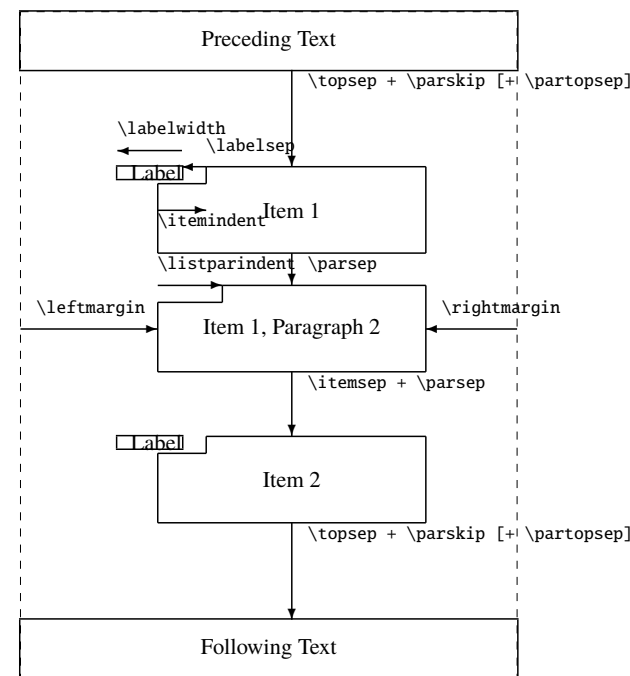 Preceding Text
\topsep + \parskip [+ \partopsep]
\labelwidth
\labelsep
Label
Item 1
\itemindent
\listparindent \parsep
\leftmargin
\rightmargin
Item 1, Paragraph 2
\itemsep + \parsep
Label
Item 2
\topsep + \parskip [+ \partopsep]
Following Text